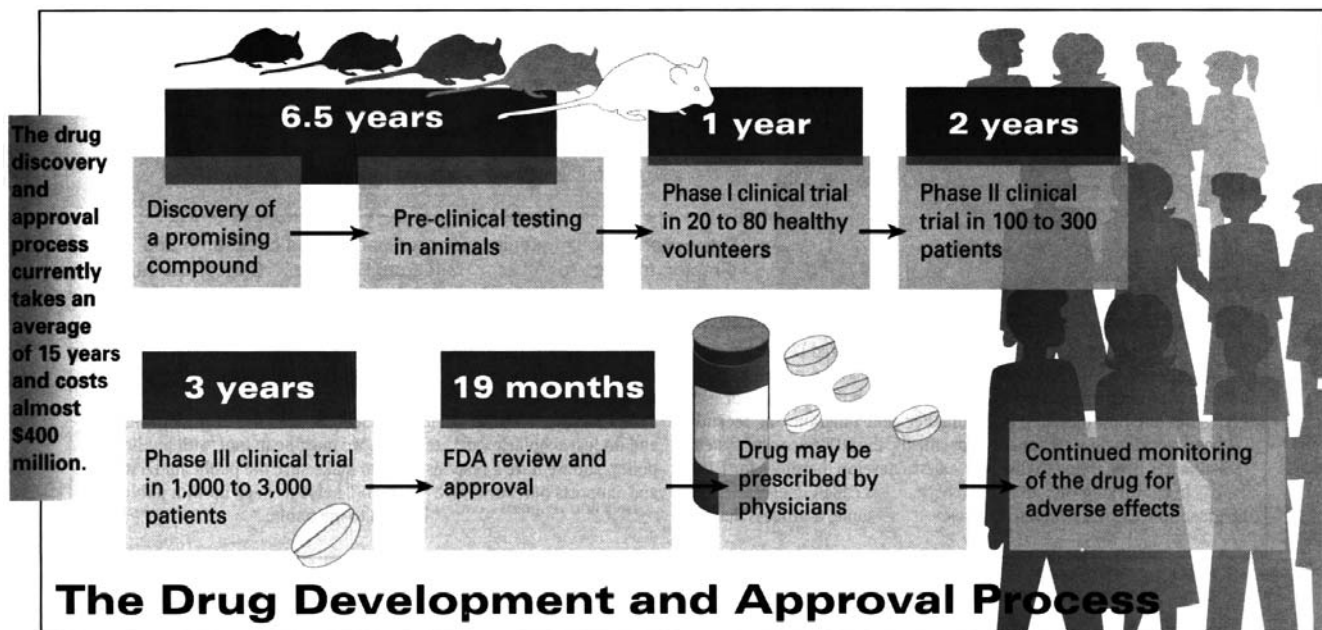 The drug
discovery
and
approval
process
currently
takes an
average
of 15 years
and costs
almost
$400
million.
6.5 years
Discovery of
a promising
compound
Pre-clinical testing
in animals
1 year
Phase I clinical trial
in 20 to 80 healthy
volunteers
2 years
Phase II clinical
trial in 100 to 300
patients
3 years
Phase III clinical trial
in 1,000 to 3,000
patients
19 months
FDA review and
approval
Drug may be
prescribed by
physicians
Continued monitoring
of the drug for
adverse effects
The Drug Development and Approval Process